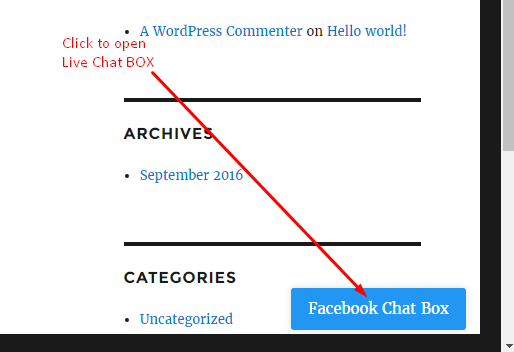 A WordPress Commenter on Hello world!
Click to open
Live Chat BOX
ARCHIVES
September 2016
CATEGORIES
Uncategorized
Facebook Chat Box